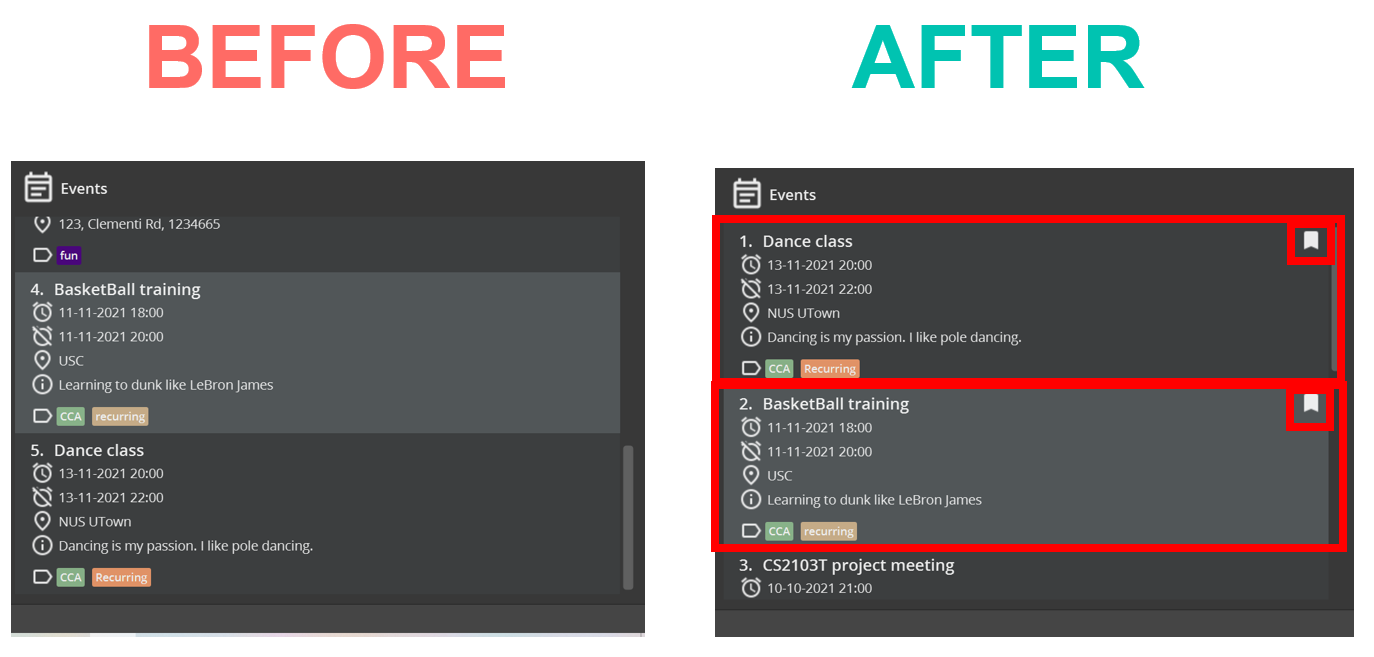 BEFORE
Events
123, Clementi Rd, 1234665
fun
4. BasketBall training
11-11-2021 18:00
11-11-2021 20:00
USC
Learning to dunk like LeBron James
CCA recurring
5. Dance class
13-11-2021 20:00
13-11-2021 22:00
NUS UTown
Dancing is my passion. I like pole dancing.
CCA Recurring
AFTER
Events
1. Dance class
13-11-2021 20:00
13-11-2021 22:00
NUS UTown
Dancing is my passion. I like pole dancing.
CCA Recurring
2. BasketBall training
11-11-2021 18:00
11-11-2021 20:00
USC
Learning to dunk like LeBron James
CCA recurring
3. CS2103T project meeting
10-10-2021 21:00